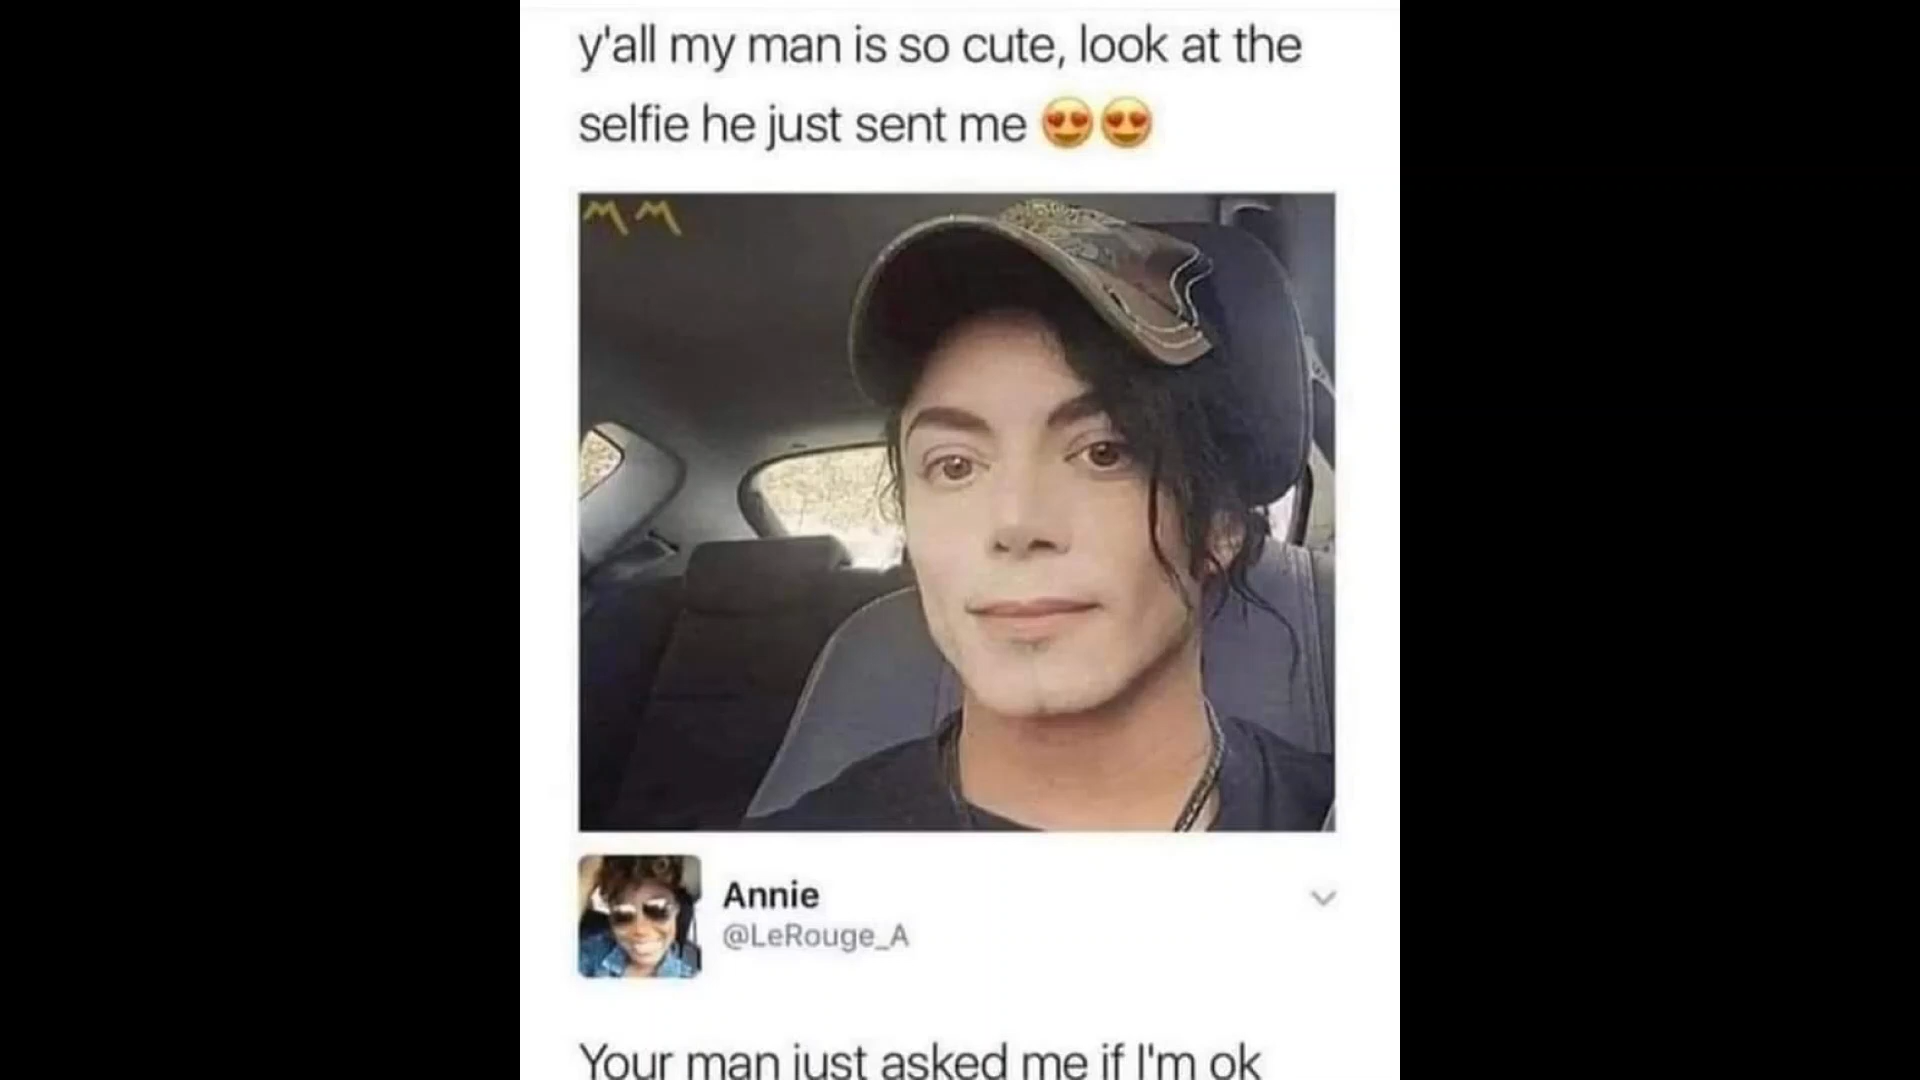 y'all my man is so cute, look at the
selfie he just sent me 😍😍
Annie
@LeRouge_A
Your man just asked me if I'm ok